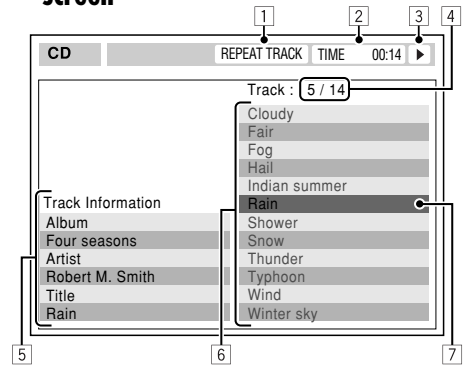 screen
1 2 3 4
CD REPEAT TRACK TIME 00:14
Track : 5 / 14
Cloudy
Fair
Fog
Hail
Indian summer
Track Information Rain
Album Shower
Four seasons Snow
Artist Thunder
Robert M. Smith Typhoon
Title Wind
Rain Winter sky
5 6 7